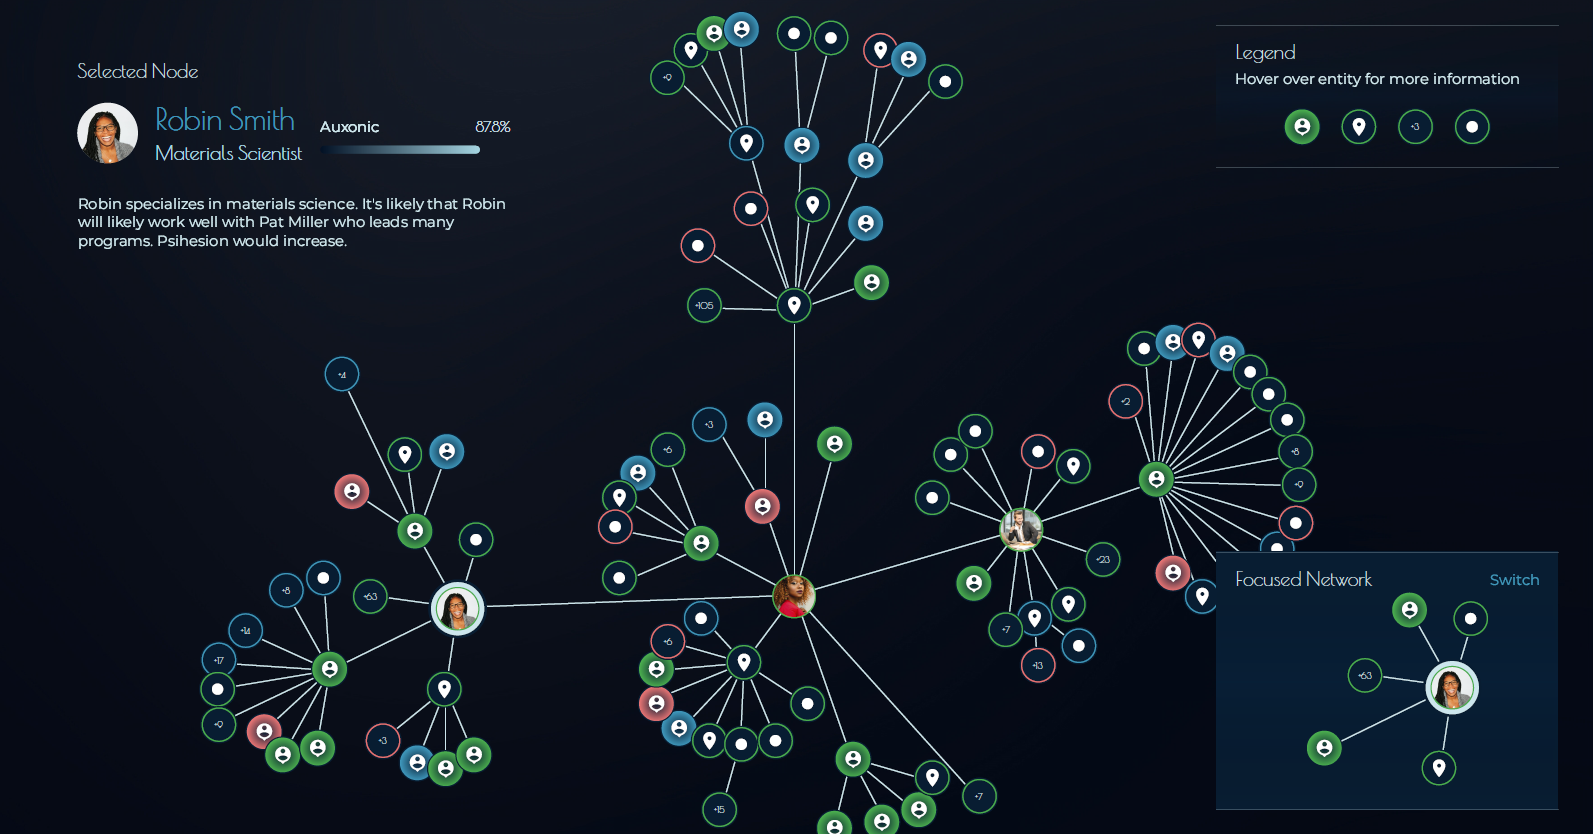 Selected Node
Robin Smith
Materials Scientist
Auxonic
87.8%
Robin specializes in materials science. It's likely that Robin
will likely work well with Pat Miller who leads many
programs. Psihesion would increase.
Legend
Hover over entity for more information
+3
+9
+105
+4
+3
+6
+2
+8
+9
+23
+63
+8
+14
+17
+9
+3
+6
+7
+13
+15
+7
Focused Network
Switch
+63